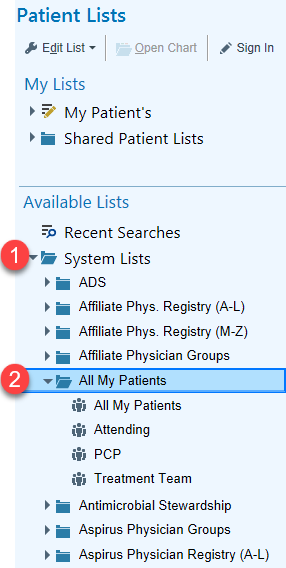 Patient Lists
Edit List Open Chart Sign In
My Lists
My Patient's
Shared Patient Lists
Available Lists
Recent Searches
1 System Lists
ADS
Affiliate Phys. Registry (A-L)
Affiliate Phys. Registry (M-Z)
Affiliate Physician Groups
2 All My Patients
All My Patients
Attending
PCP
Treatment Team
Antimicrobial Stewardship
Aspirus Physician Groups
Aspirus Physician Registry (A-L)